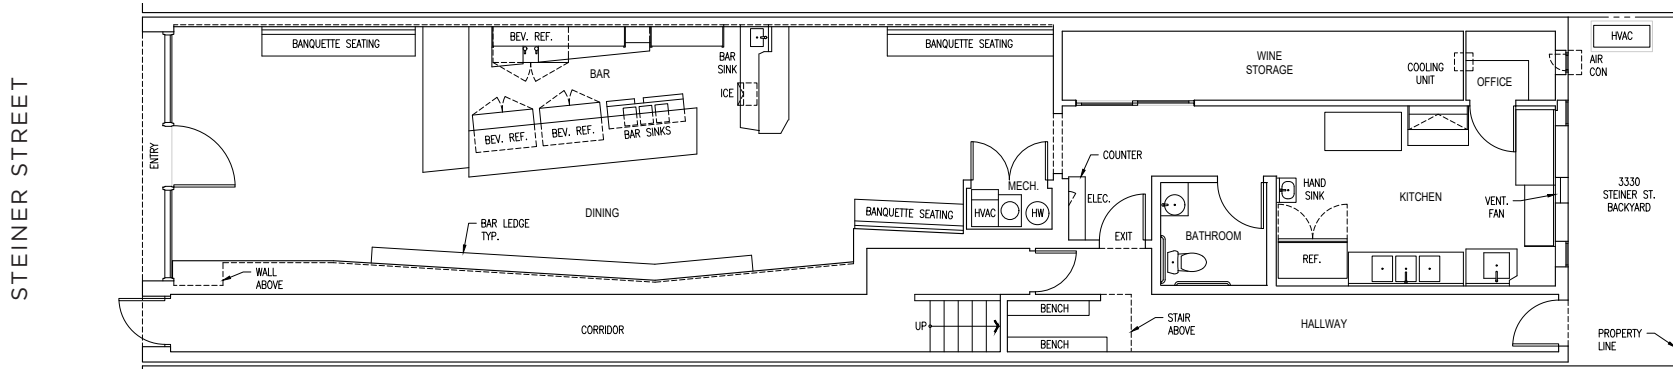 STEINER STREET
ENTRY
BANQUETTE SEATING
BEV. REF.
BAR
BAR
SINK
ICE
BEV. REF.
BEV. REF.
BAR SINKS
BANQUETTE SEATING
WINE
STORAGE
COOLING
UNIT
OFFICE
AIR
CON
HVAC
DINING
BAR LEDGE
TYP.
WALL
ABOVE
BANQUETTE SEATING
MECH.
HVAC
HW
COUNTER
ELEC.
EXIT
BATHROOM
HAND
SINK
REF.
KITCHEN
VENT.
FAN
3330
STEINER ST.
BACKYARD
CORRIDOR
UP
BENCH
BENCH
STAIR
ABOVE
HALLWAY
PROPERTY
LINE